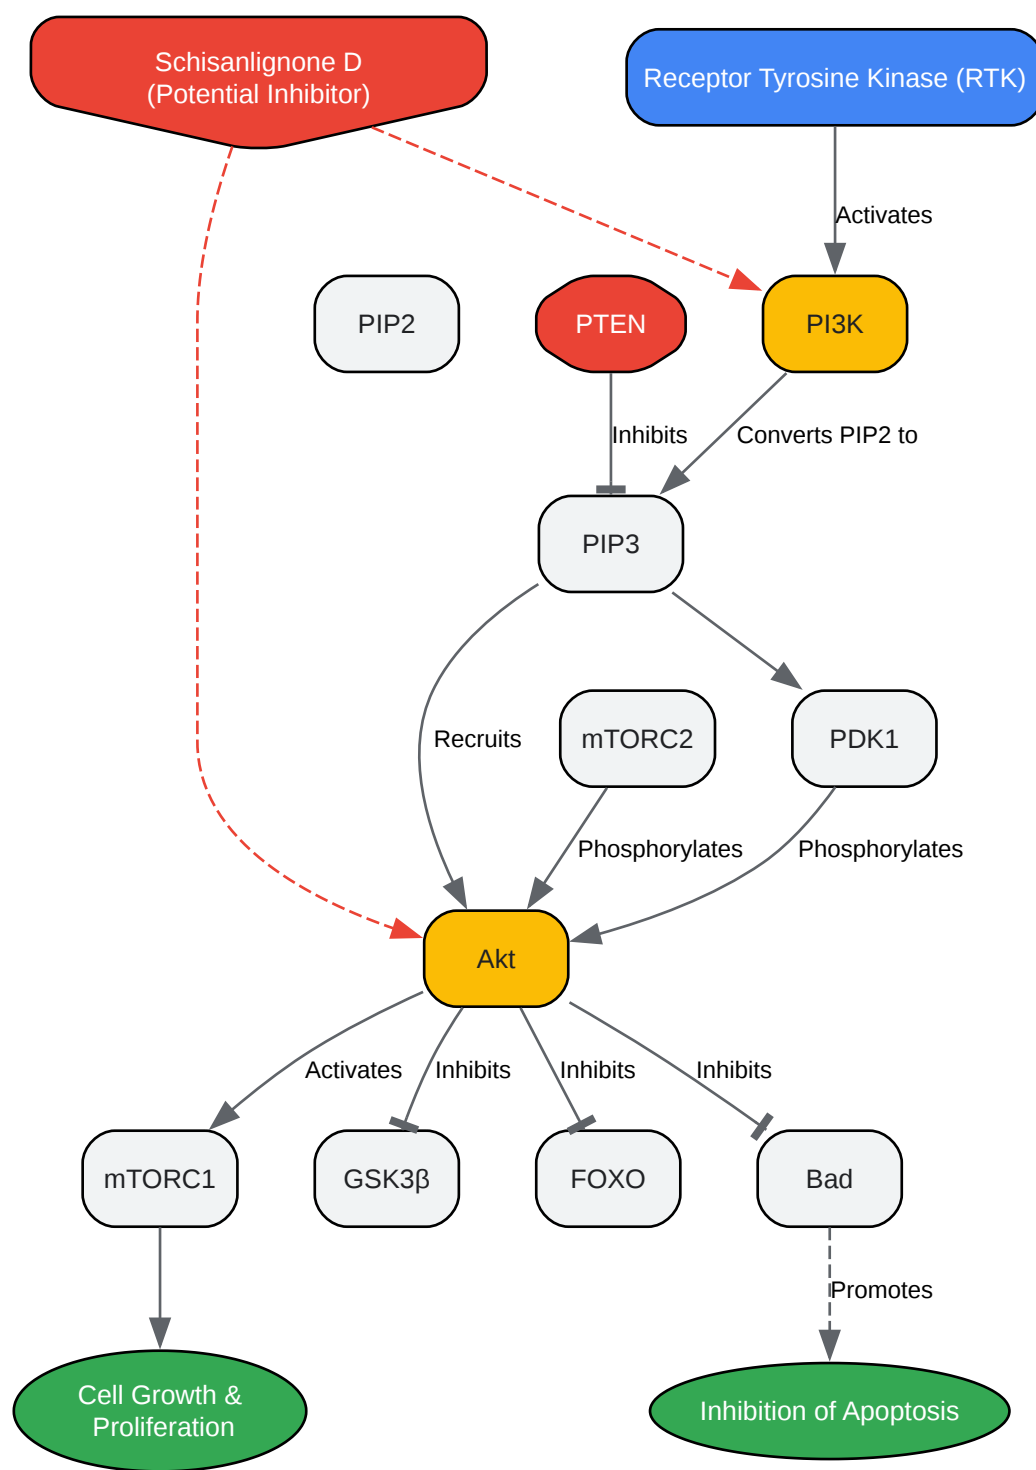 Schisanlignone D
(Potential Inhibitor)
Receptor Tyrosine Kinase (RTK)
Activates
PIP2
PTEN
PI3K
Inhibits
Converts PIP2 to
PIP3
Recruits
mTORC2
PDK1
Phosphorylates
Phosphorylates
Akt
Activates
Inhibits
Inhibits
Inhibits
mTORC1
GSK3β
FOXO
Bad
Promotes
Cell Growth &
Proliferation
Inhibition of Apoptosis